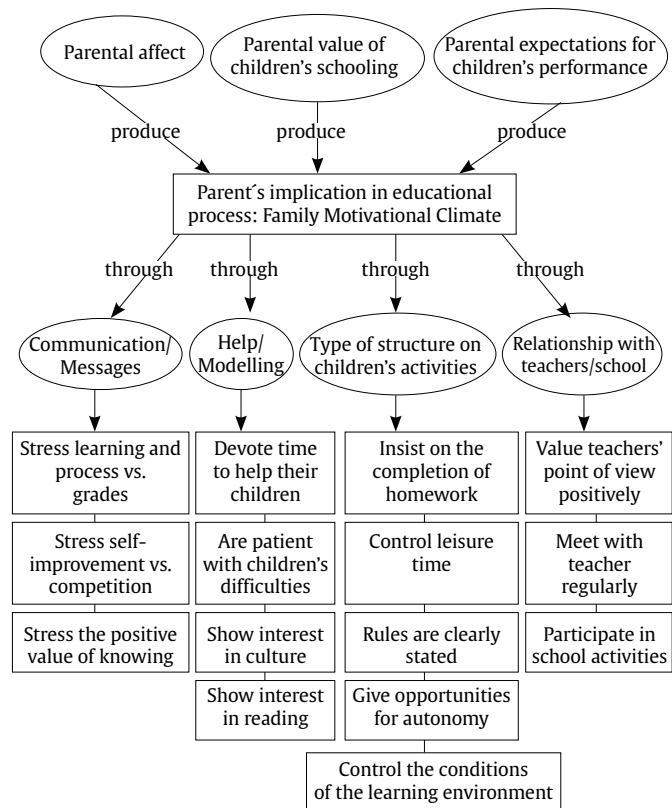 Parental affect
Parental value of
children's schooling
Parental expectations for
children's performance
produce
produce
produce
Parent´s implication in educational
process: Family Motivational Climate
through
through
through
through
Communication/
Messages
Help/
Modelling
Type of structure on
children's activities
Relationship with
teachers/school
Stress learning and
process vs.
grades
Stress self-
improvement vs.
competition
Stress the positive
value of knowing
Devote time
to help their
children
Are patient
with children's
difficulties
Show interest
in culture
Show interest
in reading
Insist on the
completion of
homework
Control leisure
time
Rules are clearly
stated
Give opportunities
for autonomy
Control the conditions
of the learning environment
Value teachers'
point of view
positively
Meet with
teacher
regularly
Participate in
school activities